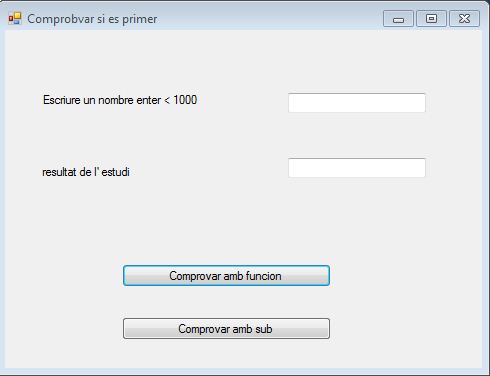 Comprobvar si es primer
Escriure un nombre enter < 1000
resultat de l' estudi
Comprovar amb funcion
Comprovar amb sub